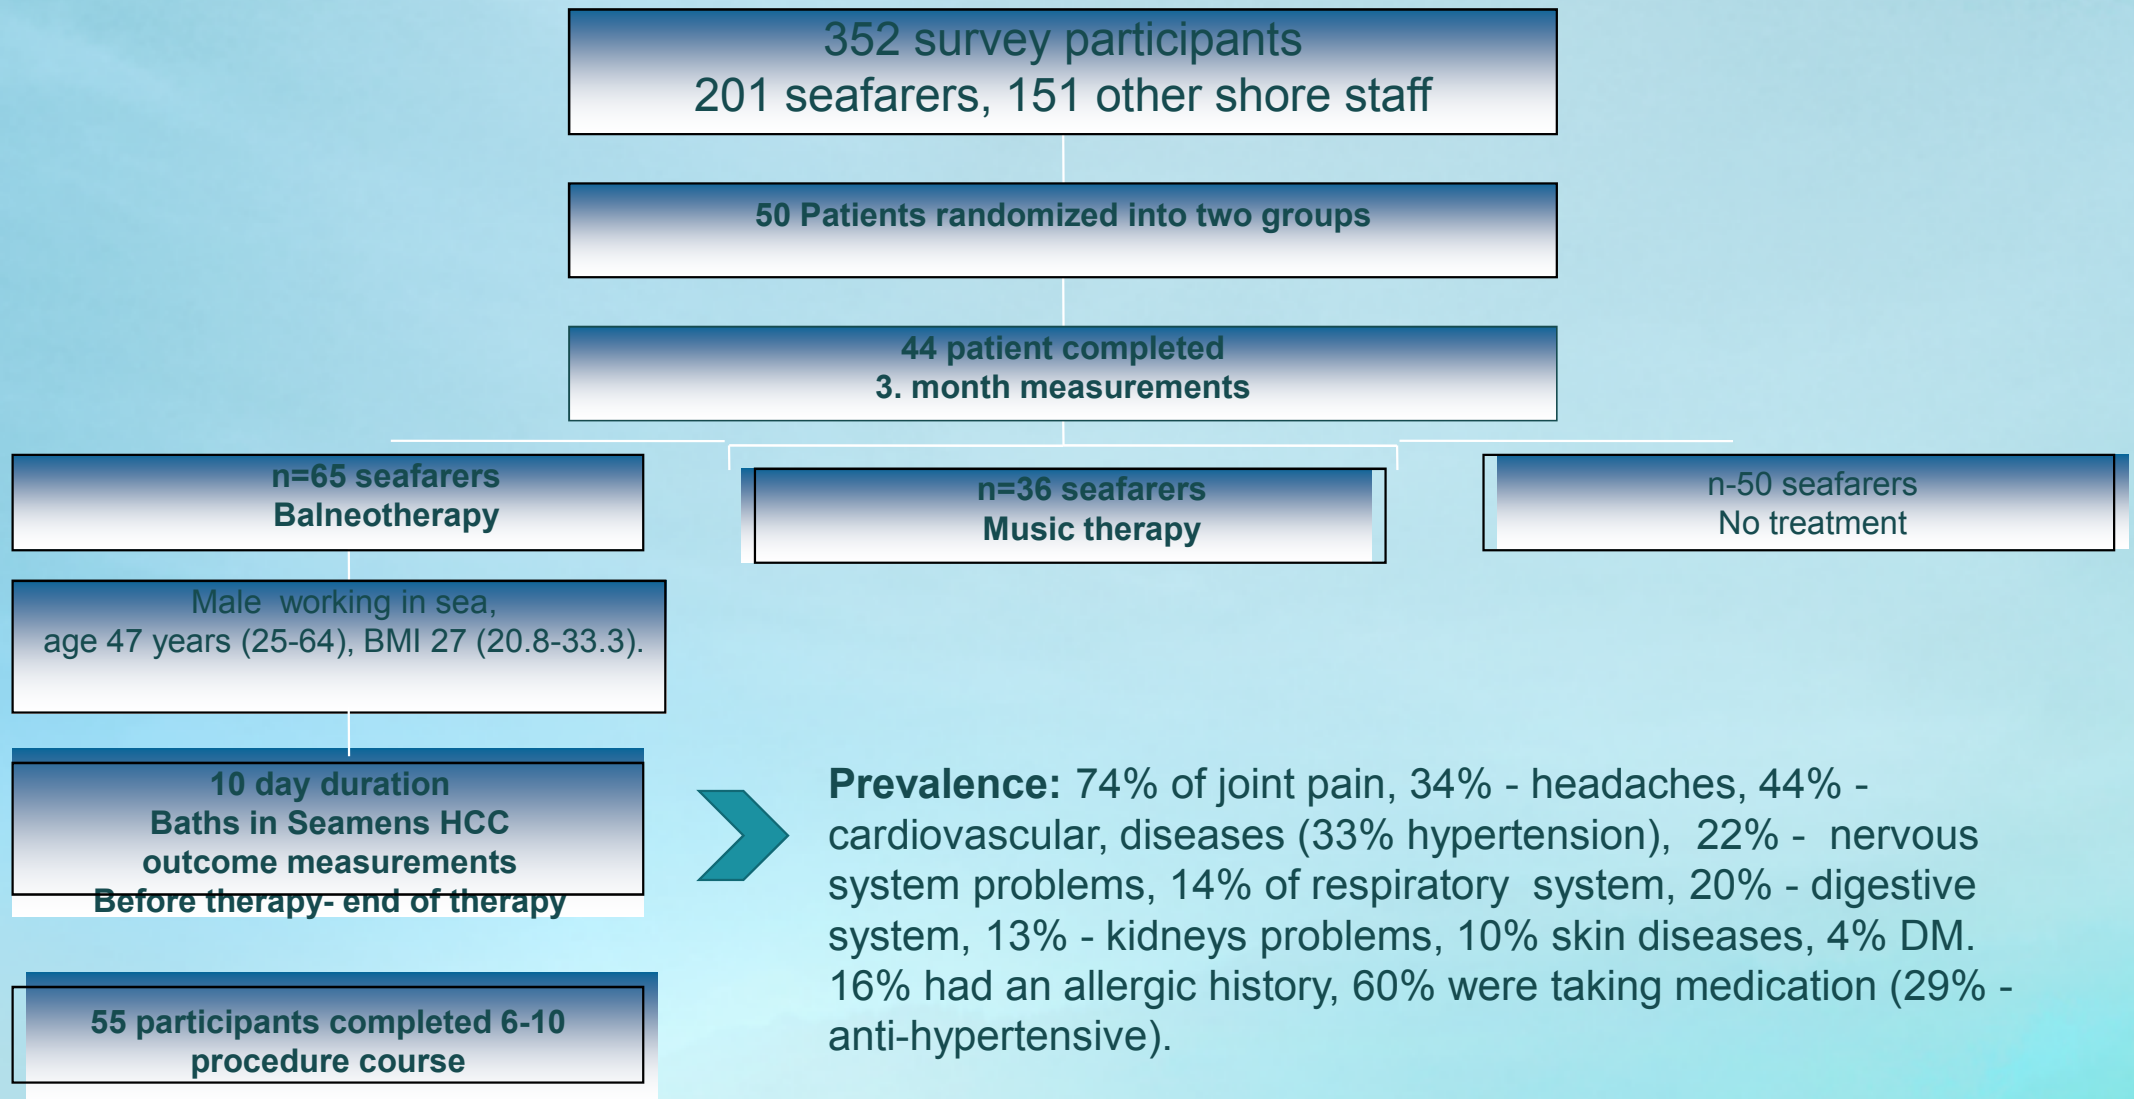 352 survey participants
201 seafarers, 151 other shore staff
50 Patients randomized into two groups
44 patient completed
3. month measurements
n=65 seafarers
Balneotherapy
n=36 seafarers
Music therapy
n-50 seafarers
No treatment
Male  working in sea,
age 47 years (25-64), BMI 27 (20.8-33.3).
10 day duration
Baths in Seamens HCC
outcome measurements
Before therapy- end of therapy
55 participants completed 6-10
procedure course
Prevalence: 74% of joint pain, 34% - headaches, 44% -
cardiovascular, diseases (33% hypertension),  22% -  nervous
system problems, 14% of respiratory  system, 20% - digestive
system, 13% - kidneys problems, 10% skin diseases, 4% DM.
16% had an allergic history, 60% were taking medication (29% -
anti-hypertensive).